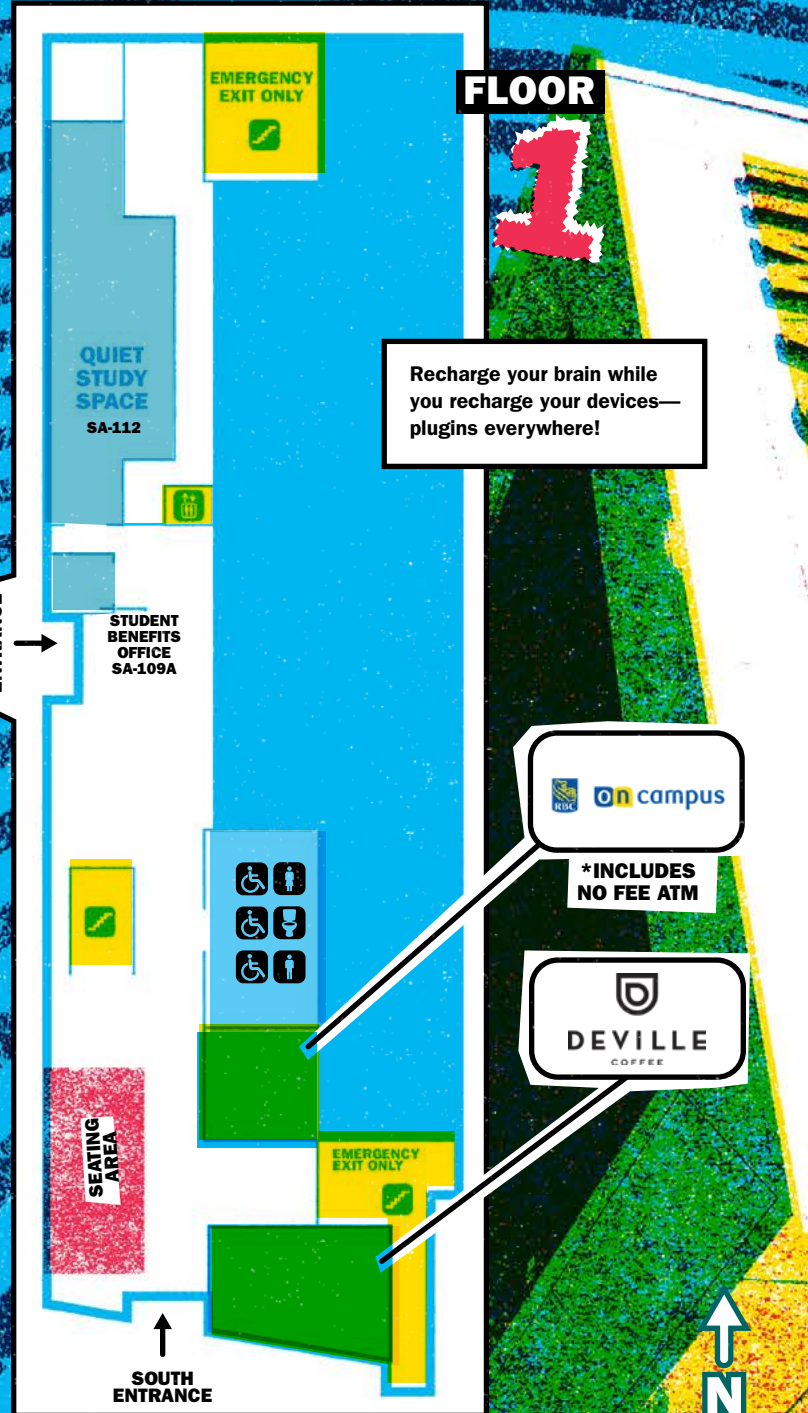 EMERGENCY
EXIT ONLY
FLOOR
1
Recharge your brain while
you recharge your devices—
plugins everywhere!
QUIET
STUDY
SPACE
SA-112
ENTRANCE
STUDENT
BENEFITS
OFFICE
SA-109A
RBC on campus
*INCLUDES
NO FEE ATM
DEVILLE
COFFEE
SEATING
AREA
EMERGENCY
EXIT ONLY
SOUTH
ENTRANCE
N